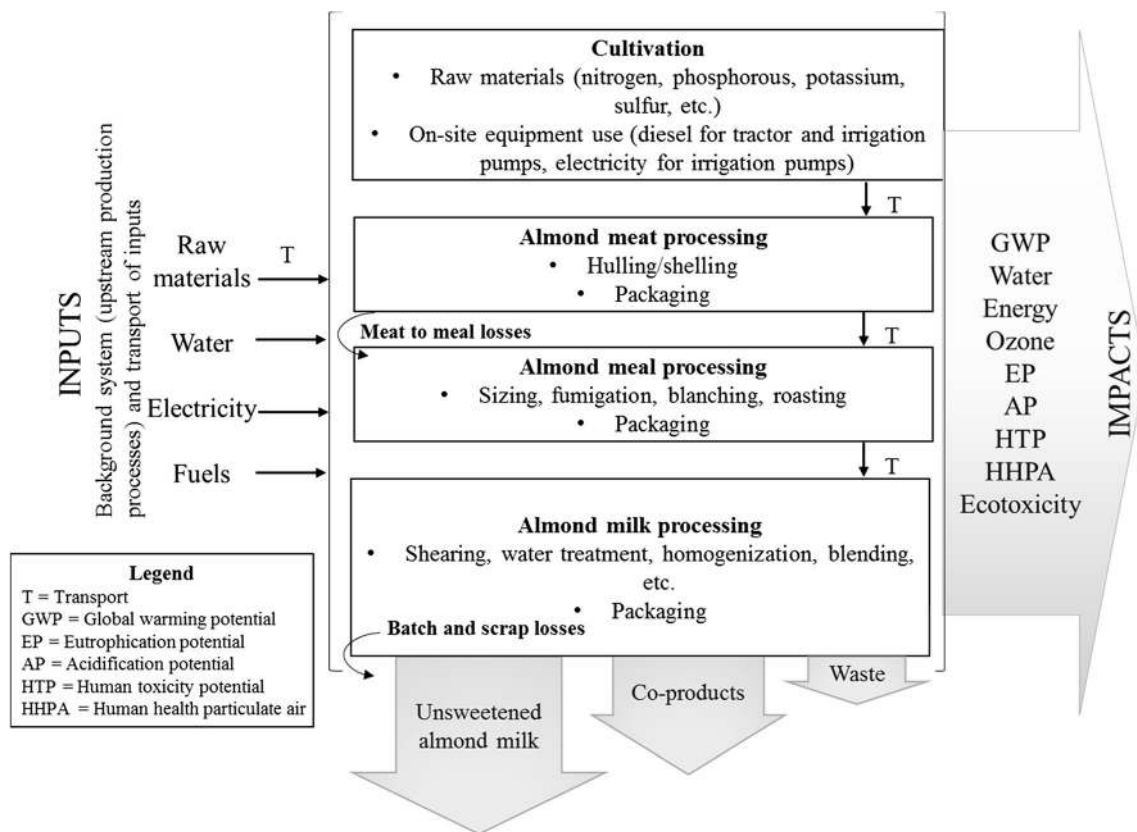 Cultivation
• Raw materials (nitrogen, phosphorous, potassium,
sulfur, etc.)
• On-site equipment use (diesel for tractor and irrigation
pumps, electricity for irrigation pumps)
T
Almond meat processing
• Hulling/shelling
• Packaging
Meat to meal losses
T
Almond meal processing
• Sizing, fumigation, blanching, roasting
• Packaging
T
Almond milk processing
• Shearing, water treatment, homogenization, blending,
etc.
• Packaging
Batch and scrap losses
Unsweetened
almond milk
Co-products
Waste
INPUTS
Background system (upstream production
processes) and transport of inputs
Raw
materials
T
Water
Electricity
Fuels
GWP
Water
Energy
Ozone
EP
AP
HTP
HHPA
Ecotoxicity
IMPACTS
Legend
T = Transport
GWP = Global warming potential
EP = Eutrophication potential
AP = Acidification potential
HTP = Human toxicity potential
HHPA = Human health particulate air